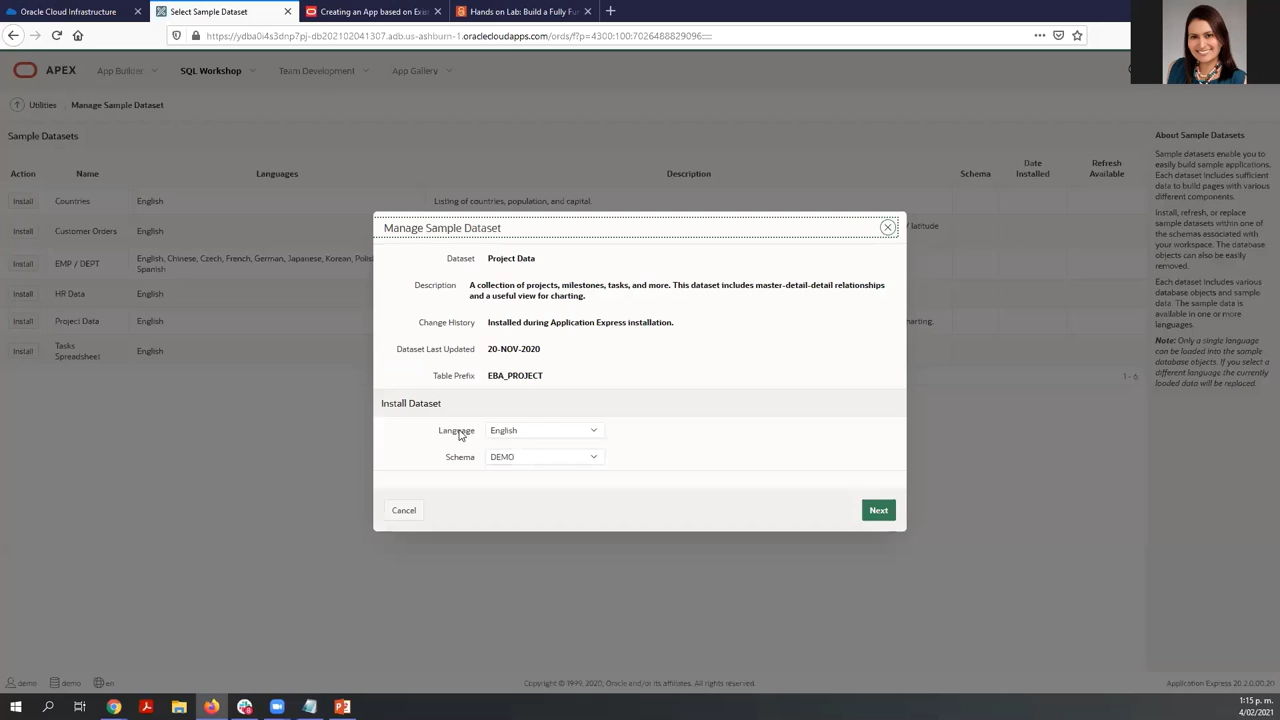 Oracle Cloud Infrastructure
Select Sample Dataset
Creating an App based on Exis
Hands on Lab: Build a Fully Fun
https://ydba0i4s3dnp7pj-db202102041307.adb.us-ashburn-1.oraclecloudapps.com/ords/f?p=4300:100:7026488829096:::::
APEX
App Builder
SQL Workshop
Team Development
App Gallery
Utilities
Manage Sample Dataset
Sample Datasets
Action
Name
Languages
Description
Schema
Date
Installed
Refresh
Available
Install
Countries
English
Listing of countries, population, and capital.
Install
Customer Orders
English
/ latitude
Install
EMP / DEPT
English, Chinese, Czech, French, German, Japanese, Korean, Polish
Spanish
Install
HR Data
English
Install
Project Data
English
charting.
Install
Tasks
Spreadsheet
English
1 - 6
Manage Sample Dataset
Dataset
Project Data
Description
A collection of projects, milestones, tasks, and more. This dataset includes master-detail-detail relationships
and a useful view for charting.
Change History
Installed during Application Express installation.
Dataset Last Updated
20-NOV-2020
Table Prefix
EBA_PROJECT
Install Dataset
Language
English
Schema
DEMO
Cancel
Next
About Sample Datasets
Sample datasets enable you to
easily build sample applications.
Each dataset includes sufficient
data to build pages with various
different components.
Install, refresh, or replace
sample datasets within one of
the schemas associated with
your workspace. The database
objects can also be easily
removed.
Each dataset includes various
database objects and sample
data. The sample data is
available in one or more
languages.
Note: Only a single language
can be loaded into the sample
database objects. If you select a
different language the currently
loaded data will be replaced.
demo
demo
en
Copyright © 1999, 2020, Oracle and/or its affiliates. All rights reserved.
Application Express 20.2.0.00.20
1:15 p. m.
4/02/2021